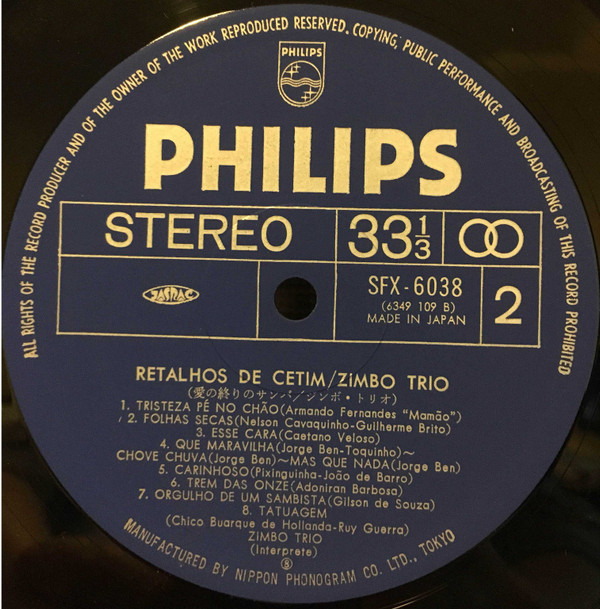 ALL RIGHTS OF THE RECORD PRODUCER AND OF THE OWNER OF THE WORK REPRODUCED RESERVED. COPYING, PUBLIC PERFORMANCE AND BROADCASTING OF THIS RECORD PROHIBITED
PHILIPS
PHILIPS
STEREO
33 1/3
SFX-6038
(6349 109 B)
MADE IN JAPAN
2
JASRAC
RETALHOS DE CETIM/ZiMBO TRIO
(愛の終りのサンバ/ジンボ・トリオ)
1. TRISTEZA PÉ NO CHÃO(Armando Fernandes "Mamão")
2. FOLHAS SECAS(Nelson Cavaquinho-Guilherme Brito)
3. ESSE CARA(Caetano Veloso)
4. QUE MARAVILHA(Jorge Ben-Toquinho)~
CHOVE CHUVA(Jorge Ben)~MAS QUE NADA(Jorge Ben)
5. CARINHOSO(Pixinguinha-João de Barro)
6. TREM DAS ONZE(Adoniran Barbosa)
7. ORGULHO DE UM SAMBISTA(Gilson de Souza)
8. TATUAGEM
(Chico Buarque de Hollanda-Ruy Guerra)
ZIMBO TRIO
(Interprete)
Ⓟ
MANUFACTURED BY NIPPON PHONOGRAM CO. LTD., TOKYO